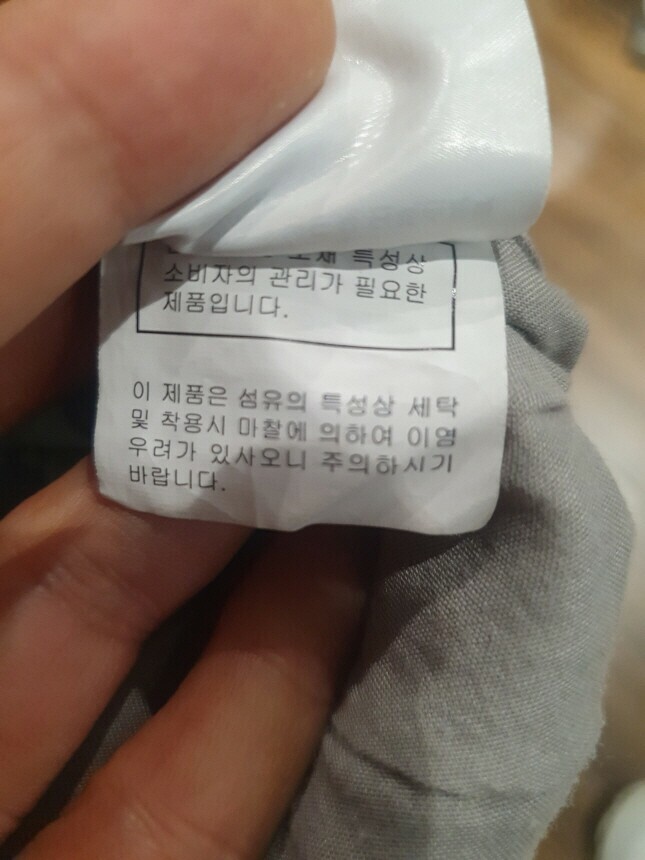 소재 특성상
소비자의 관리가 필요한
제품입니다.
이 제품은 섬유의 특성상 세탁
및 착용시 마찰에 의하여 이영
우려가 있사오니 주의하시기
바랍니다.